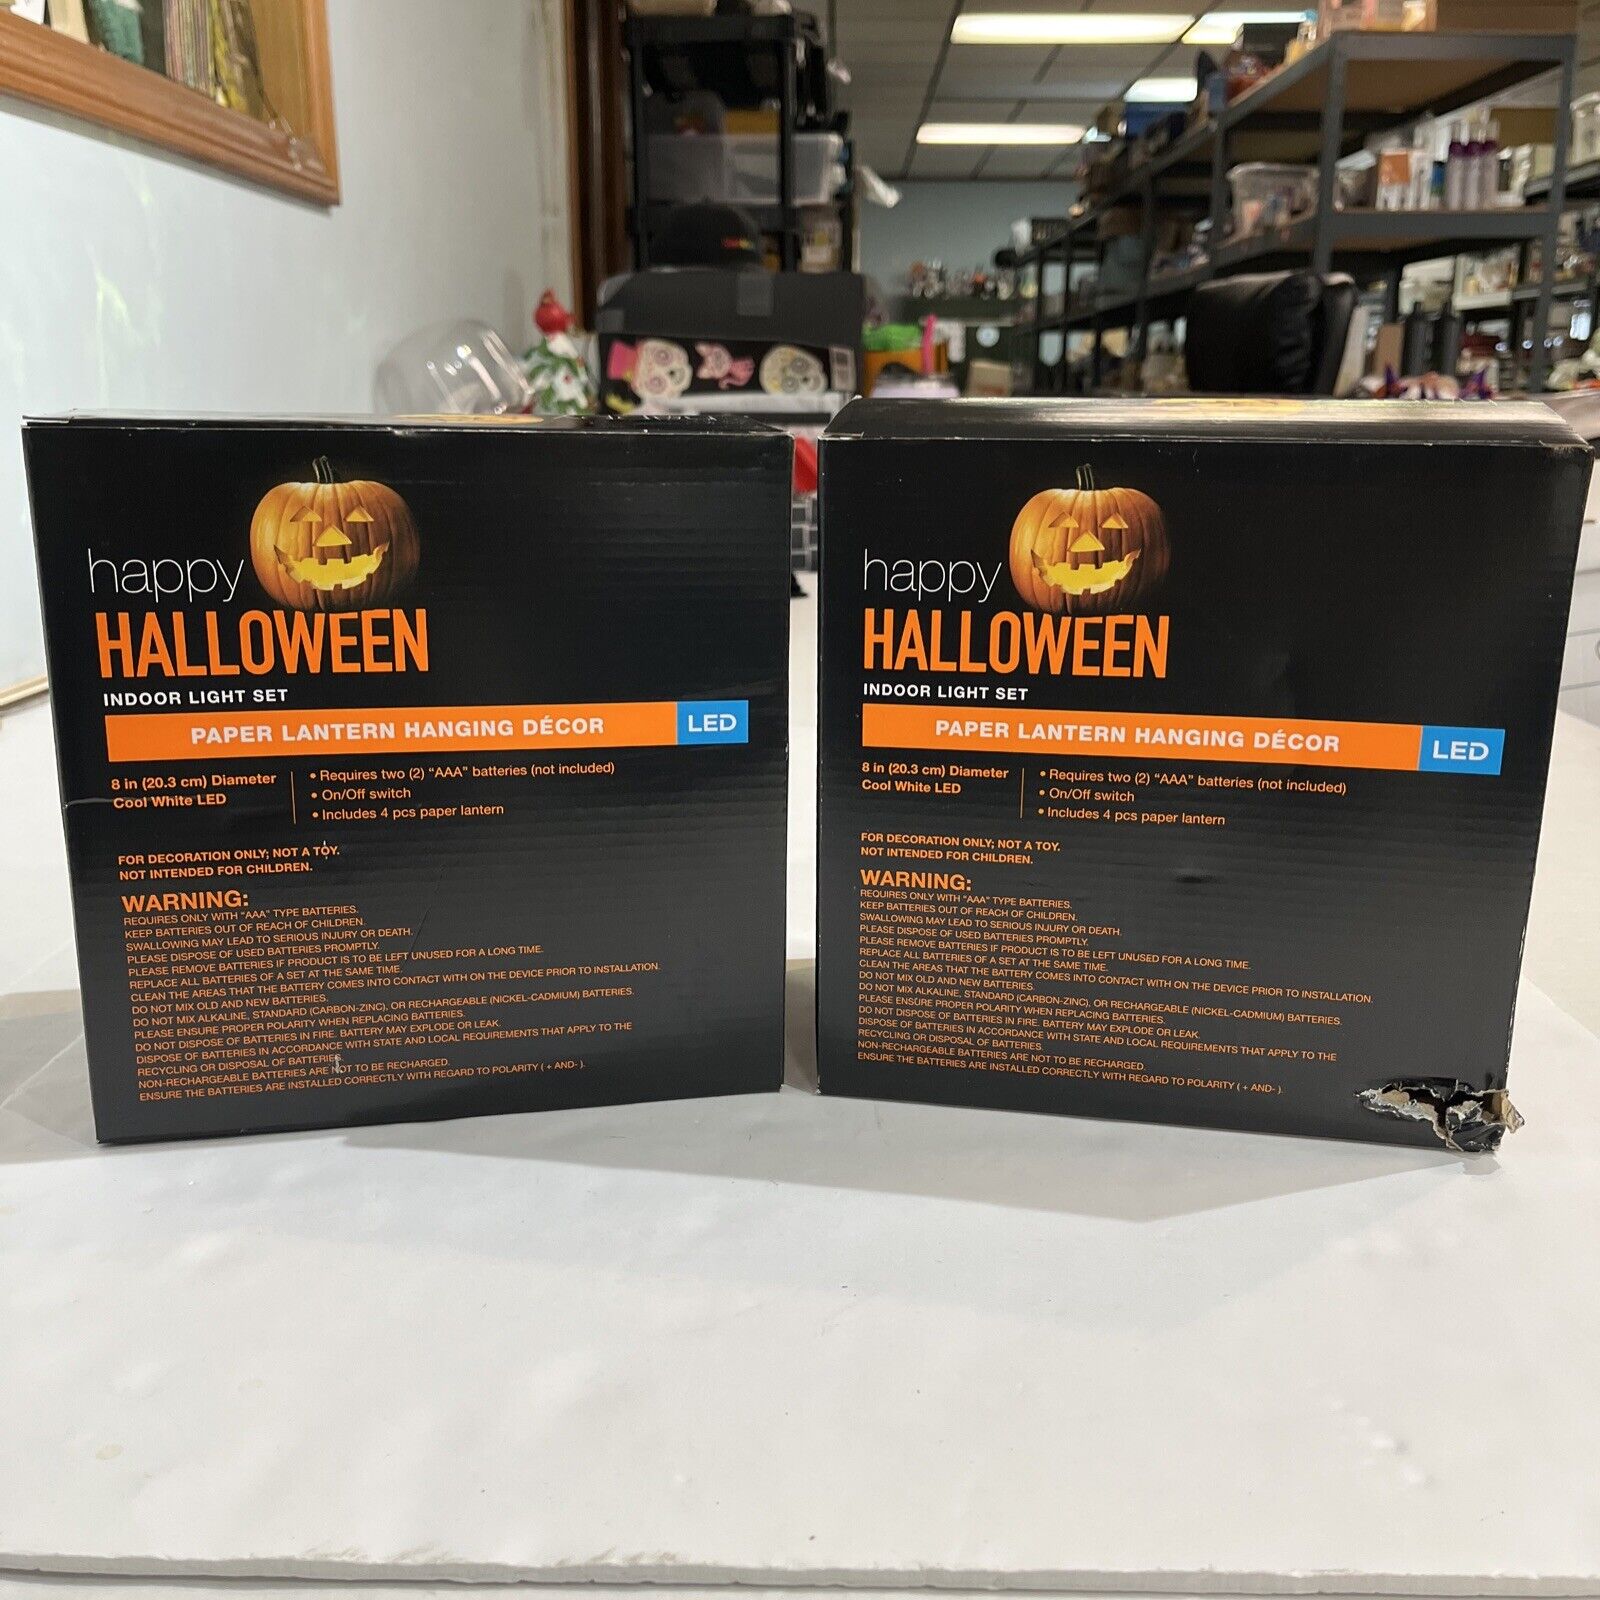 happy
HALLOWEEN
INDOOR LIGHT SET
PAPER LANTERN HANGING DÉCOR LED
8 in (20.3 cm) Diameter
Cool White LED
• Requires two (2) “AAA” batteries (not included)
• On/Off switch
• Includes 4 pcs paper lantern
FOR DECORATION ONLY; NOT A TOY.
NOT INTENDED FOR CHILDREN.
WARNING:
REQUIRES ONLY WITH “AAA” TYPE BATTERIES.
KEEP BATTERIES OUT OF REACH OF CHILDREN.
SWALLOWING MAY LEAD TO SERIOUS INJURY OR DEATH.
PLEASE DISPOSE OF USED BATTERIES PROMPTLY.
PLEASE REMOVE BATTERIES IF PRODUCT IS TO BE LEFT UNUSED FOR A LONG TIME.
REPLACE ALL BATTERIES OF A SET AT THE SAME TIME.
CLEAN THE AREAS THAT THE BATTERY COMES INTO CONTACT WITH ON THE DEVICE PRIOR TO INSTALLATION.
DO NOT MIX OLD AND NEW BATTERIES.
DO NOT MIX ALKALINE, STANDARD (CARBON-ZINC), OR RECHARGEABLE (NICKEL-CADMIUM) BATTERIES.
PLEASE ENSURE PROPER POLARITY WHEN REPLACING BATTERIES.
DO NOT DISPOSE OF BATTERIES IN FIRE. BATTERY MAY EXPLODE OR LEAK.
DISPOSE OF BATTERIES IN ACCORDANCE WITH STATE AND LOCAL REQUIREMENTS THAT APPLY TO THE
RECYCLING OR DISPOSAL OF BATTERIES.
NON-RECHARGEABLE BATTERIES ARE NOT TO BE RECHARGED.
ENSURE THE BATTERIES ARE INSTALLED CORRECTLY WITH REGARD TO POLARITY ( + AND- ).
happy
HALLOWEEN
INDOOR LIGHT SET
PAPER LANTERN HANGING DÉCOR LED
8 in (20.3 cm) Diameter
Cool White LED
• Requires two (2) “AAA” batteries (not included)
• On/Off switch
• Includes 4 pcs paper lantern
FOR DECORATION ONLY; NOT A TOY.
NOT INTENDED FOR CHILDREN.
WARNING:
REQUIRES ONLY WITH “AAA” TYPE BATTERIES.
KEEP BATTERIES OUT OF REACH OF CHILDREN.
SWALLOWING MAY LEAD TO SERIOUS INJURY OR DEATH.
PLEASE DISPOSE OF USED BATTERIES PROMPTLY.
PLEASE REMOVE BATTERIES IF PRODUCT IS TO BE LEFT UNUSED FOR A LONG TIME.
REPLACE ALL BATTERIES OF A SET AT THE SAME TIME.
CLEAN THE AREAS THAT THE BATTERY COMES INTO CONTACT WITH ON THE DEVICE PRIOR TO INSTALLATION.
DO NOT MIX OLD AND NEW BATTERIES.
DO NOT MIX ALKALINE, STANDARD (CARBON-ZINC), OR RECHARGEABLE (NICKEL-CADMIUM) BATTERIES.
PLEASE ENSURE PROPER POLARITY WHEN REPLACING BATTERIES.
DO NOT DISPOSE OF BATTERIES IN FIRE. BATTERY MAY EXPLODE OR LEAK.
DISPOSE OF BATTERIES IN ACCORDANCE WITH STATE AND LOCAL REQUIREMENTS THAT APPLY TO THE
RECYCLING OR DISPOSAL OF BATTERIES.
NON-RECHARGEABLE BATTERIES ARE NOT TO BE RECHARGED.
ENSURE THE BATTERIES ARE INSTALLED CORRECTLY WITH REGARD TO POLARITY ( + AND- ).